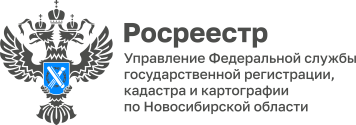 Росреестр
Управление Федеральной службы
государственной регистрации,
кадастра и картографии
по Новосибирской области